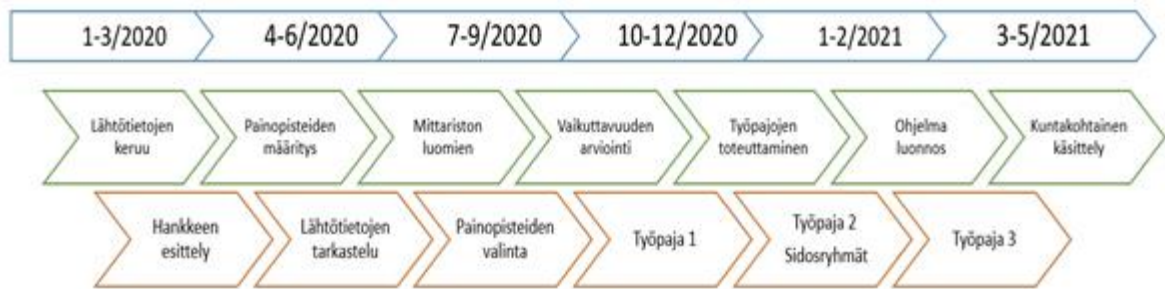 1-3/2020
4-6/2020
7-9/2020
10-12/2020
1-2/2021
3-5/2021
Lähtötietojen
keruu
Painopisteiden
määritys
Mittariston
luomien
Vaikuttavuuden
arviointi
Työpajojen
toteuttaminen
Ohjelma
luonnos
Kuntakohtainen
käsittely
Hankkeen
esittely
Lähtötietojen
tarkastelu
Painopisteiden
valinta
Työpaja 1
Työpaja 2
Sidosryhmät
Työpaja 3